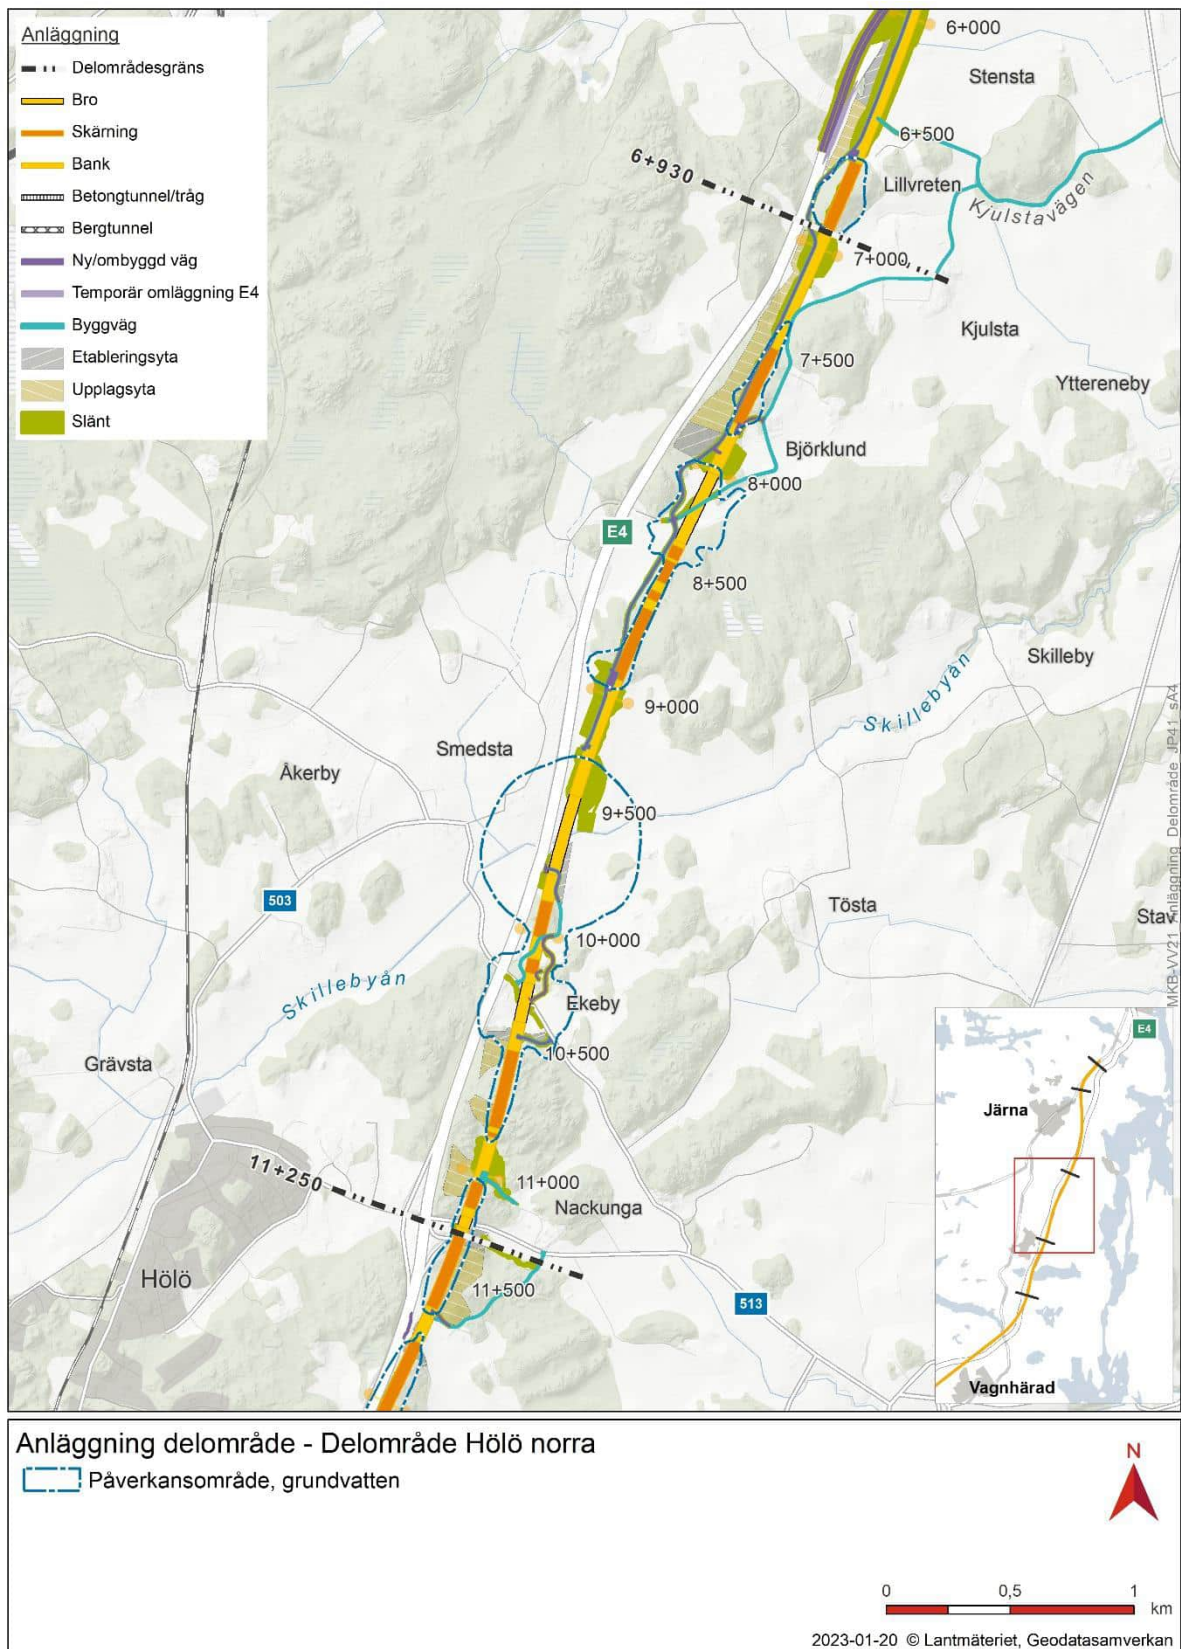 Anläggning
Delområdesgräns
Bro
Skärning
Bank
Betongtunnel/tråg
Bergtunnel
Ny/ombyggd väg
Temporär omläggning E4
Byggväg
Etableringsyta
Upplagsyta
Slänt
6+000
Stensta
6+500
6+930
Lillvreten
Kjulstavägen
7+000
Kjulsta
7+500
Yttereneby
Björklund
8+000
E4
8+500
Skilleby
Skillebyån
9+000
Smedsta
Åkerby
9+500
503
Tösta
Stav
10+000
Skillebyån
Ekeby
10+500
Grävsta
11+250
11+000
Nackunga
Hölö
11+500
513
MKB-VV21 Anläggning Delområde JP41 sA4
E4
Järna
Vagnhärad
Anläggning delområde - Delområde Hölö norra
Påverkansområde, grundvatten
N
0 0,5 1
km
2023-01-20 © Lantmäteriet, Geodatasamverkan